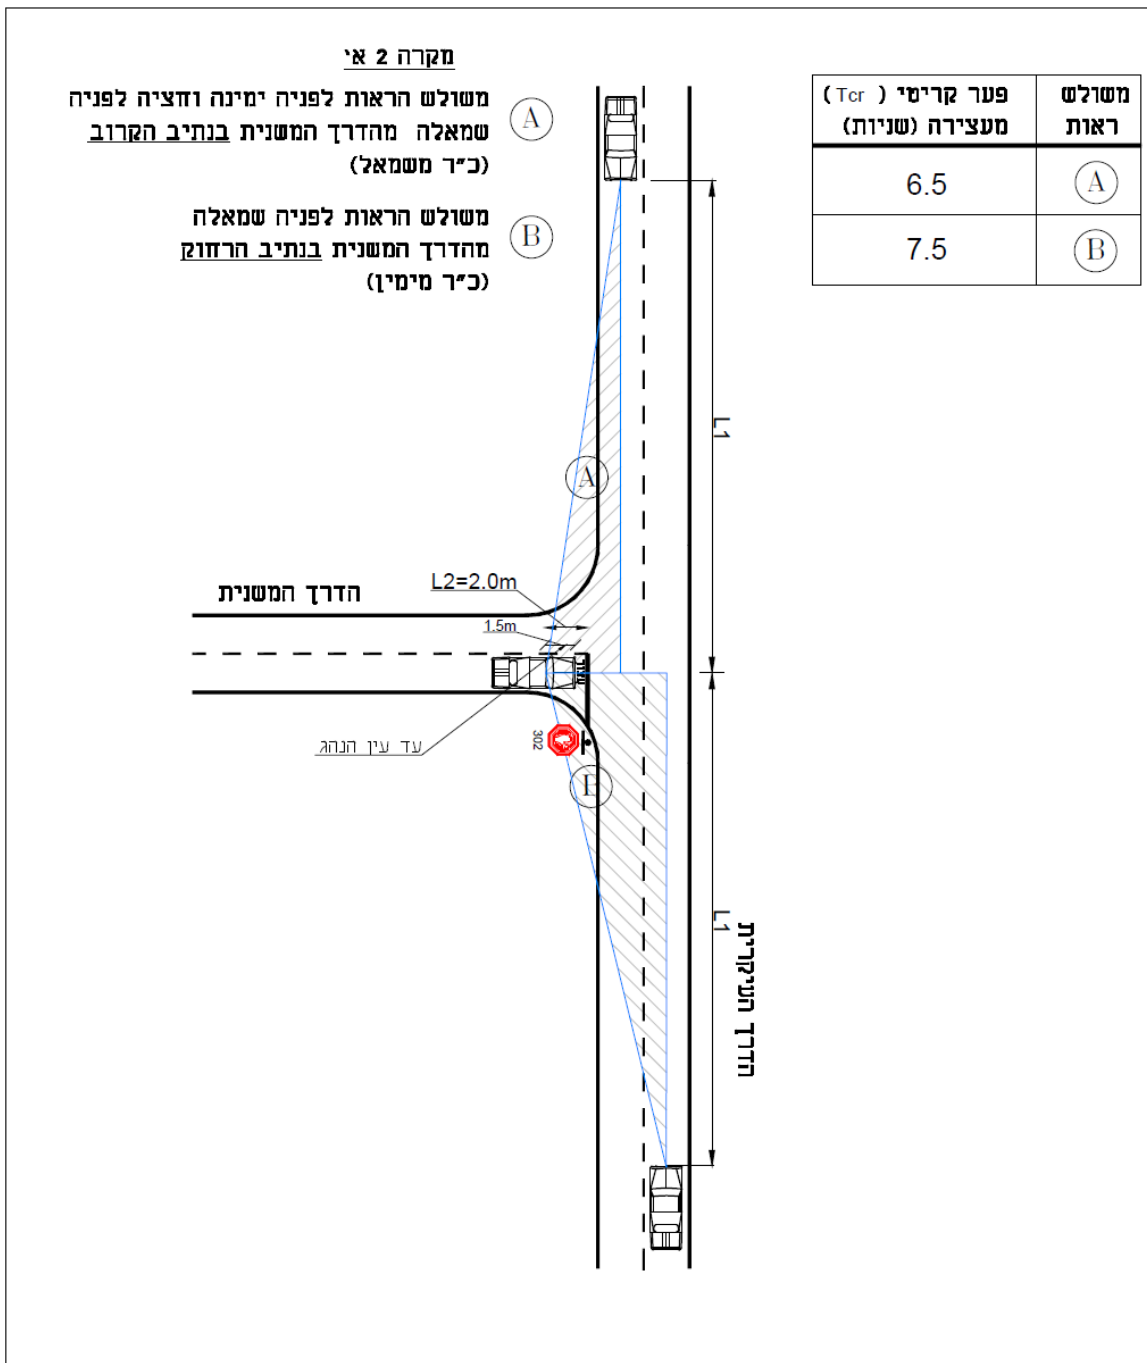 מקרה 2 א'
A
משולש הראות לפניה ימינה וחציה לפניה
שמאלה מהדרך המשנית בנתיב הקרוב
(כ"ר משמאל)
B
משולש הראות לפניה שמאלה
מהדרך המשנית בנתיב הרחוק
(כ"ר מימין)
משולש ראות
פער קריטי ( Tcr )
מעצירה (שניות)
A
6.5
B
7.5
L1
A
L2=2.0m
1.5m
הדרך המשנית
עד עין הנהג
302
B
L1
הדרך העיקרית